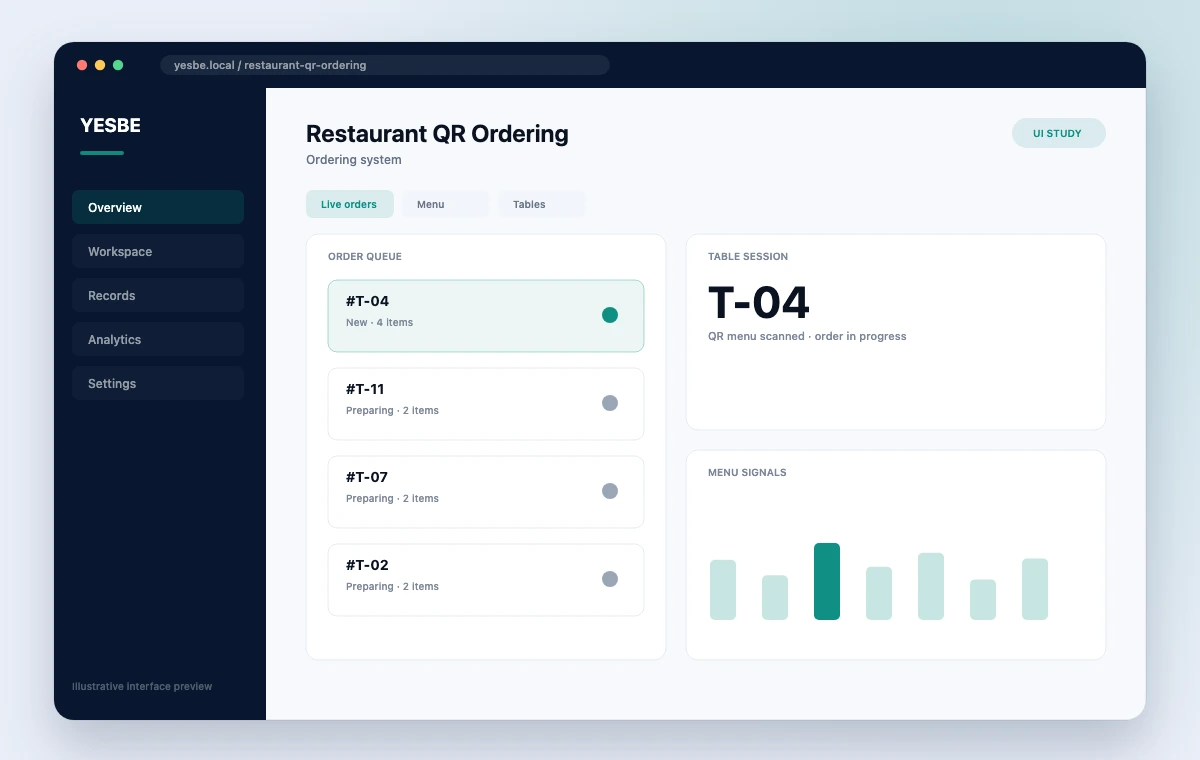 yesbe.local / restaurant-qr-ordering
YESBE
Overview
Workspace
Records
Analytics
Settings
Illustrative interface preview
Restaurant QR Ordering
Ordering system
UI STUDY
Live orders
Menu
Tables
ORDER QUEUE
#T-04
New · 4 items
#T-11
Preparing · 2 items
#T-07
Preparing · 2 items
#T-02
Preparing · 2 items
TABLE SESSION
T-04
QR menu scanned · order in progress
MENU SIGNALS